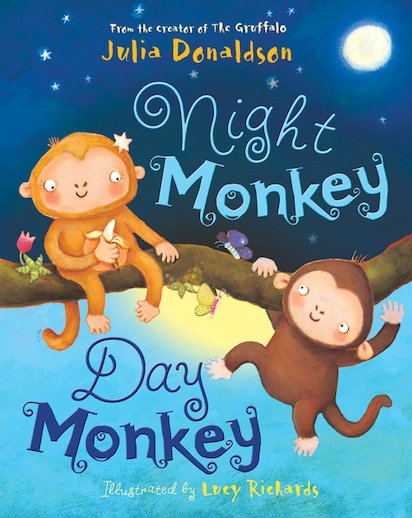 From the creator of The Gruffalo
Julia Donaldson
Night
Monkey
Day
Monkey
Illustrated by Lucy Richards